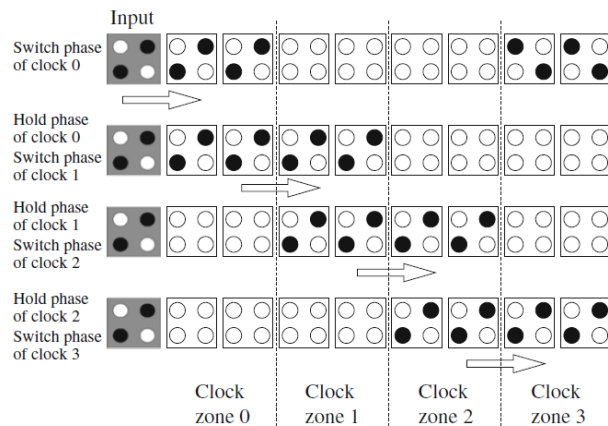 Input
Switch phase
of clock 0
Hold phase
of clock 0
Switch phase
of clock 1
Hold phase
of clock 1
Switch phase
of clock 2
Hold phase
of clock 2
Switch phase
of clock 3
Clock
zone 0
Clock
zone 1
Clock
zone 2
Clock
zone 3